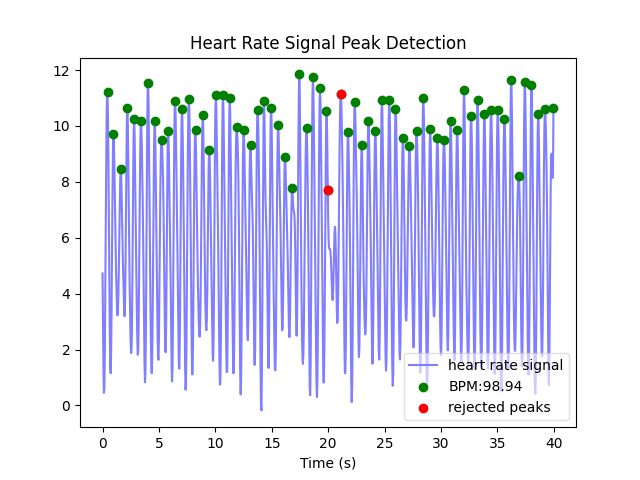 Heart Rate Signal Peak Detection
12
10
8
6
4
2
0
heart rate signal
BPM:98.94
rejected peaks
0 5 10 15 20 25 30 35 40
Time (s)